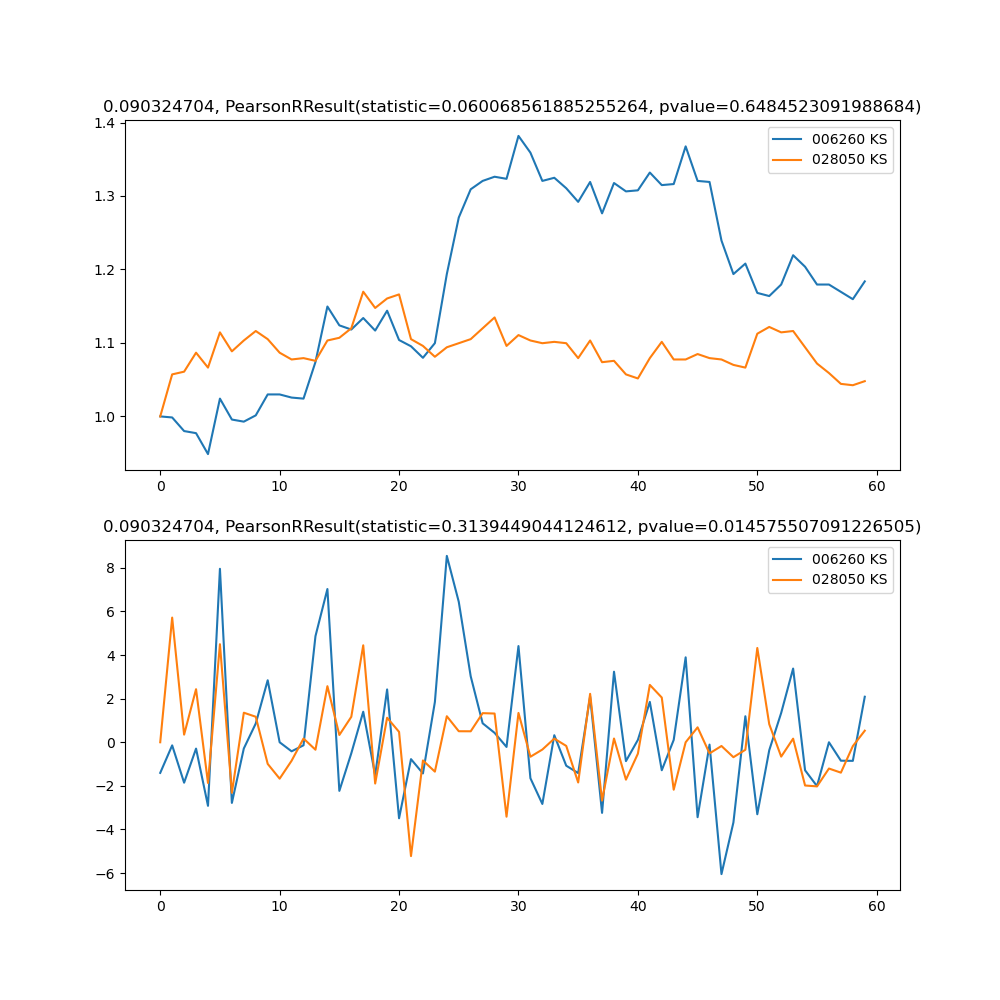 0.090324704, PearsonRResult(statistic=0.060068561885255264, pvalue=0.6484523091988684)
1.4
1.3
1.2
1.1
1.0
006260 KS
028050 KS
0 10 20 30 40 50 60
0.090324704, PearsonRResult(statistic=0.3139449044124612, pvalue=0.014575507091226505)
8
6
4
2
0
−2
−4
−6
006260 KS
028050 KS
0 10 20 30 40 50 60